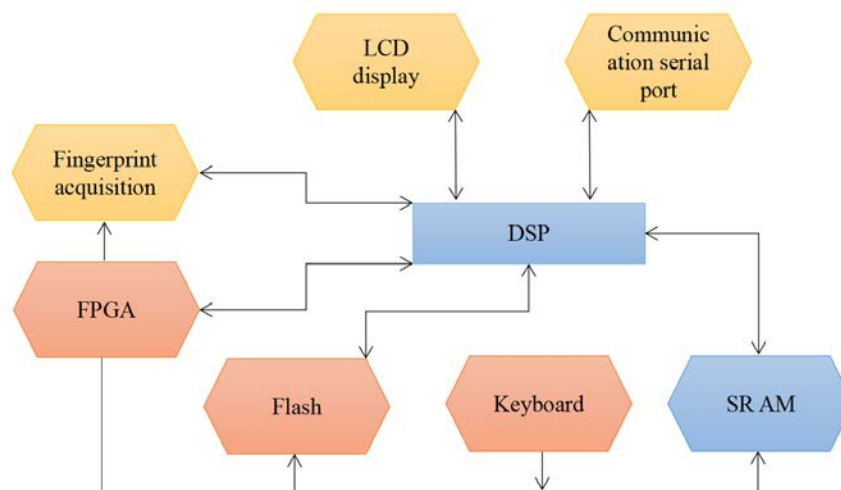 LCD
display
Communic
ation serial
port
Fingerprint
acquisition
DSP
FPGA
Flash
Keyboard
SR AM